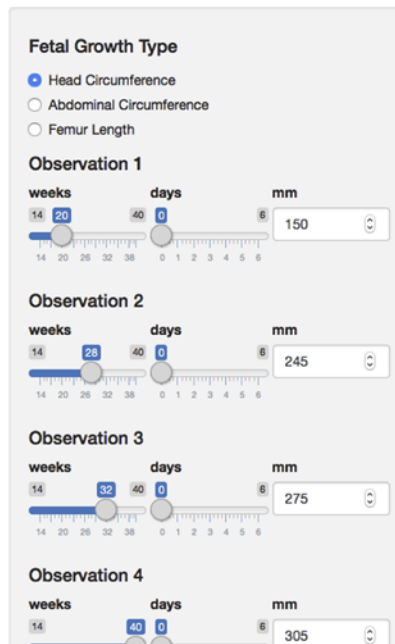 Fetal Growth Type
Head Circumference
Abdominal Circumference
Femur Length
Observation 1
weeks days mm
14 20 40 0 6 150
14 20 26 32 38 0 1 2 3 4 5 6
Observation 2
weeks days mm
14 28 40 0 6 245
14 20 26 32 38 0 1 2 3 4 5 6
Observation 3
weeks days mm
14 32 40 0 6 275
14 20 26 32 38 0 1 2 3 4 5 6
Observation 4
weeks days mm
14 40 0 6 305